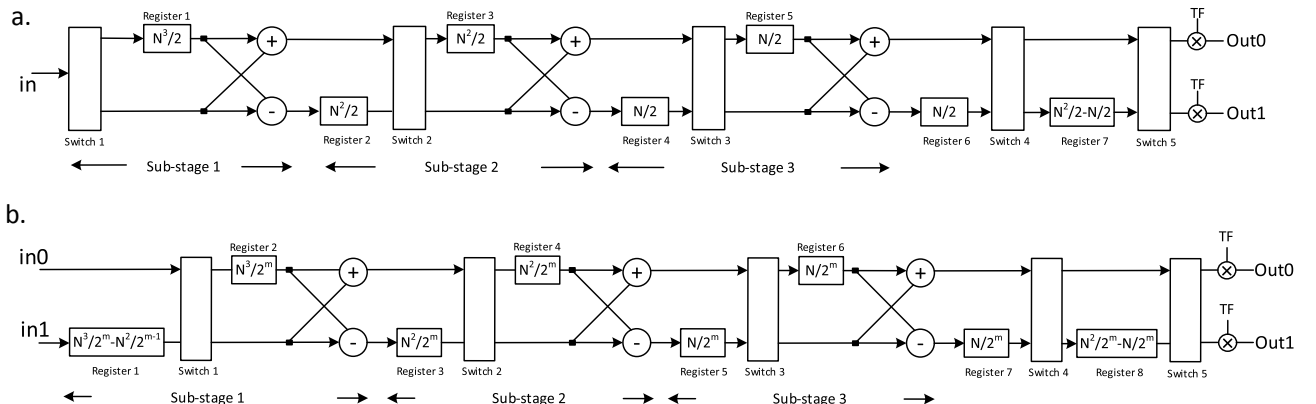 a.
Register 1
Register 3
Register 5
TF
N³/2
N²/2
N/2
+
+
+
Out0
in
N²/2
N/2
N/2
N²/2-N/2
-
-
-
TF
Out1
Switch 1
Register 2
Switch 2
Register 4
Switch 3
Register 6
Switch 4
Register 7
Switch 5
Sub-stage 1
Sub-stage 2
Sub-stage 3
b.
Register 2
Register 4
Register 6
TF
in0
N³/2ᵐ
N²/2ᵐ
N/2ᵐ
+
+
+
Out0
in1
N³/2ᵐ-N²/2ᵐ⁻¹
N²/2ᵐ
N/2ᵐ
N/2ᵐ
N²/2ᵐ-N/2ᵐ
-
-
-
TF
Out1
Register 1
Switch 1
Register 3
Switch 2
Register 5
Switch 3
Register 7
Switch 4
Register 8
Switch 5
Sub-stage 1
Sub-stage 2
Sub-stage 3